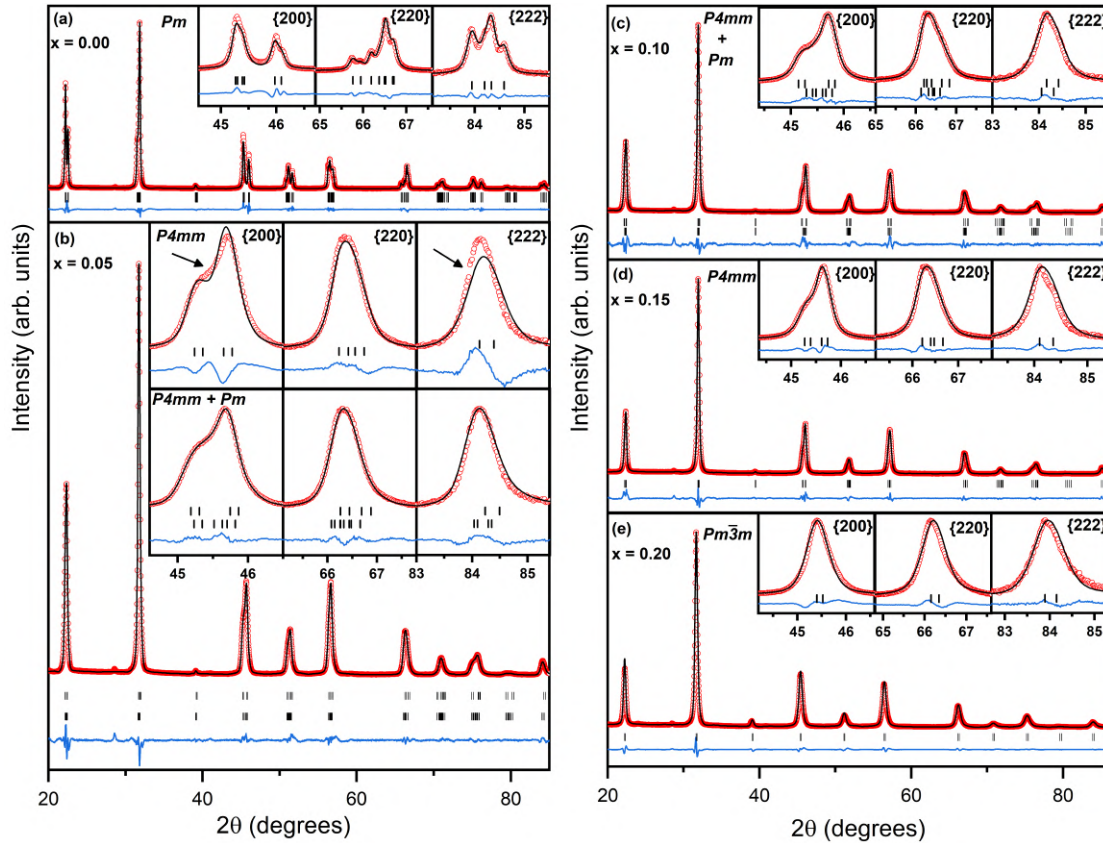 (a)
Pm
x = 0.00
{200}
{220}
{222}
45 46 65 66 67 84 85
(b)
x = 0.05
P4mm
{200}
{220}
{222}
P4mm + Pm
45 46 66 67 83 84 85
20 40 60 80
2θ (degrees)
Intensity (arb. units)
(c)
x = 0.10
P4mm
+
Pm
{200}
{220}
{222}
45 46 65 66 67 83 84 85
(d)
x = 0.15
P4mm
{200}
{220}
{222}
45 46 66 67 84 85
(e)
x = 0.20
Pm3̅m
{200}
{220}
{222}
45 46 65 66 67 83 84 85
20 40 60 80
2θ (degrees)
Intensity (arb. units)